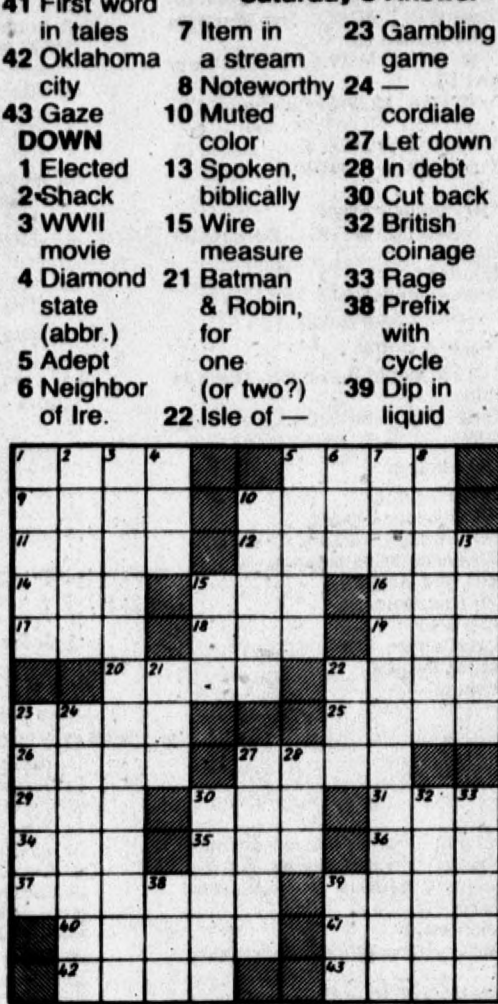 41 First word
in tales
42 Oklahoma
city
43 Gaze
DOWN
1 Elected
2 Shack
3 WWII
movie
4 Diamond
state
(abbr.)
5 Adept
6 Neighbor
of Ire.
7 Item in
a stream
8 Noteworthy
10 Muted
color
13 Spoken,
biblically
15 Wire
measure
21 Batman
& Robin,
for
one
(or two?)
22 Isle of —
23 Gambling
game
24 —
cordiale
27 Let down
28 In debt
30 Cut back
32 British
coinage
33 Rage
38 Prefix
with
cycle
39 Dip in
liquid
1 2 3 4 5 6 7 8
9 10
11 12 13
14 15 16
17 18 19
20 21 22
23 24 25
26 27 28
29 30 31 32 33
34 35 36
37 38 39
40 41
42 43